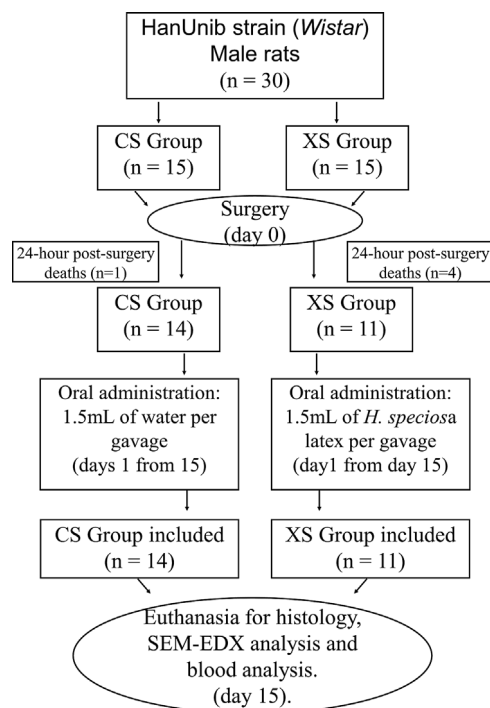 HanUnib strain (Wistar)
Male rats
(n = 30)
CS Group
(n = 15)
XS Group
(n = 15)
Surgery
(day 0)
24-hour post-surgery
deaths (n=1)
24-hour post-surgery
deaths (n=4)
CS Group
(n = 14)
XS Group
(n = 11)
Oral administration:
1.5mL of water per
gavage
(days 1 from 15)
Oral administration:
1.5mL of H. speciosa
latex per gavage
(day1 from day 15)
CS Group included
(n = 14)
XS Group included
(n = 11)
Euthanasia for histology,
SEM-EDX analysis and
blood analysis.
(day 15).